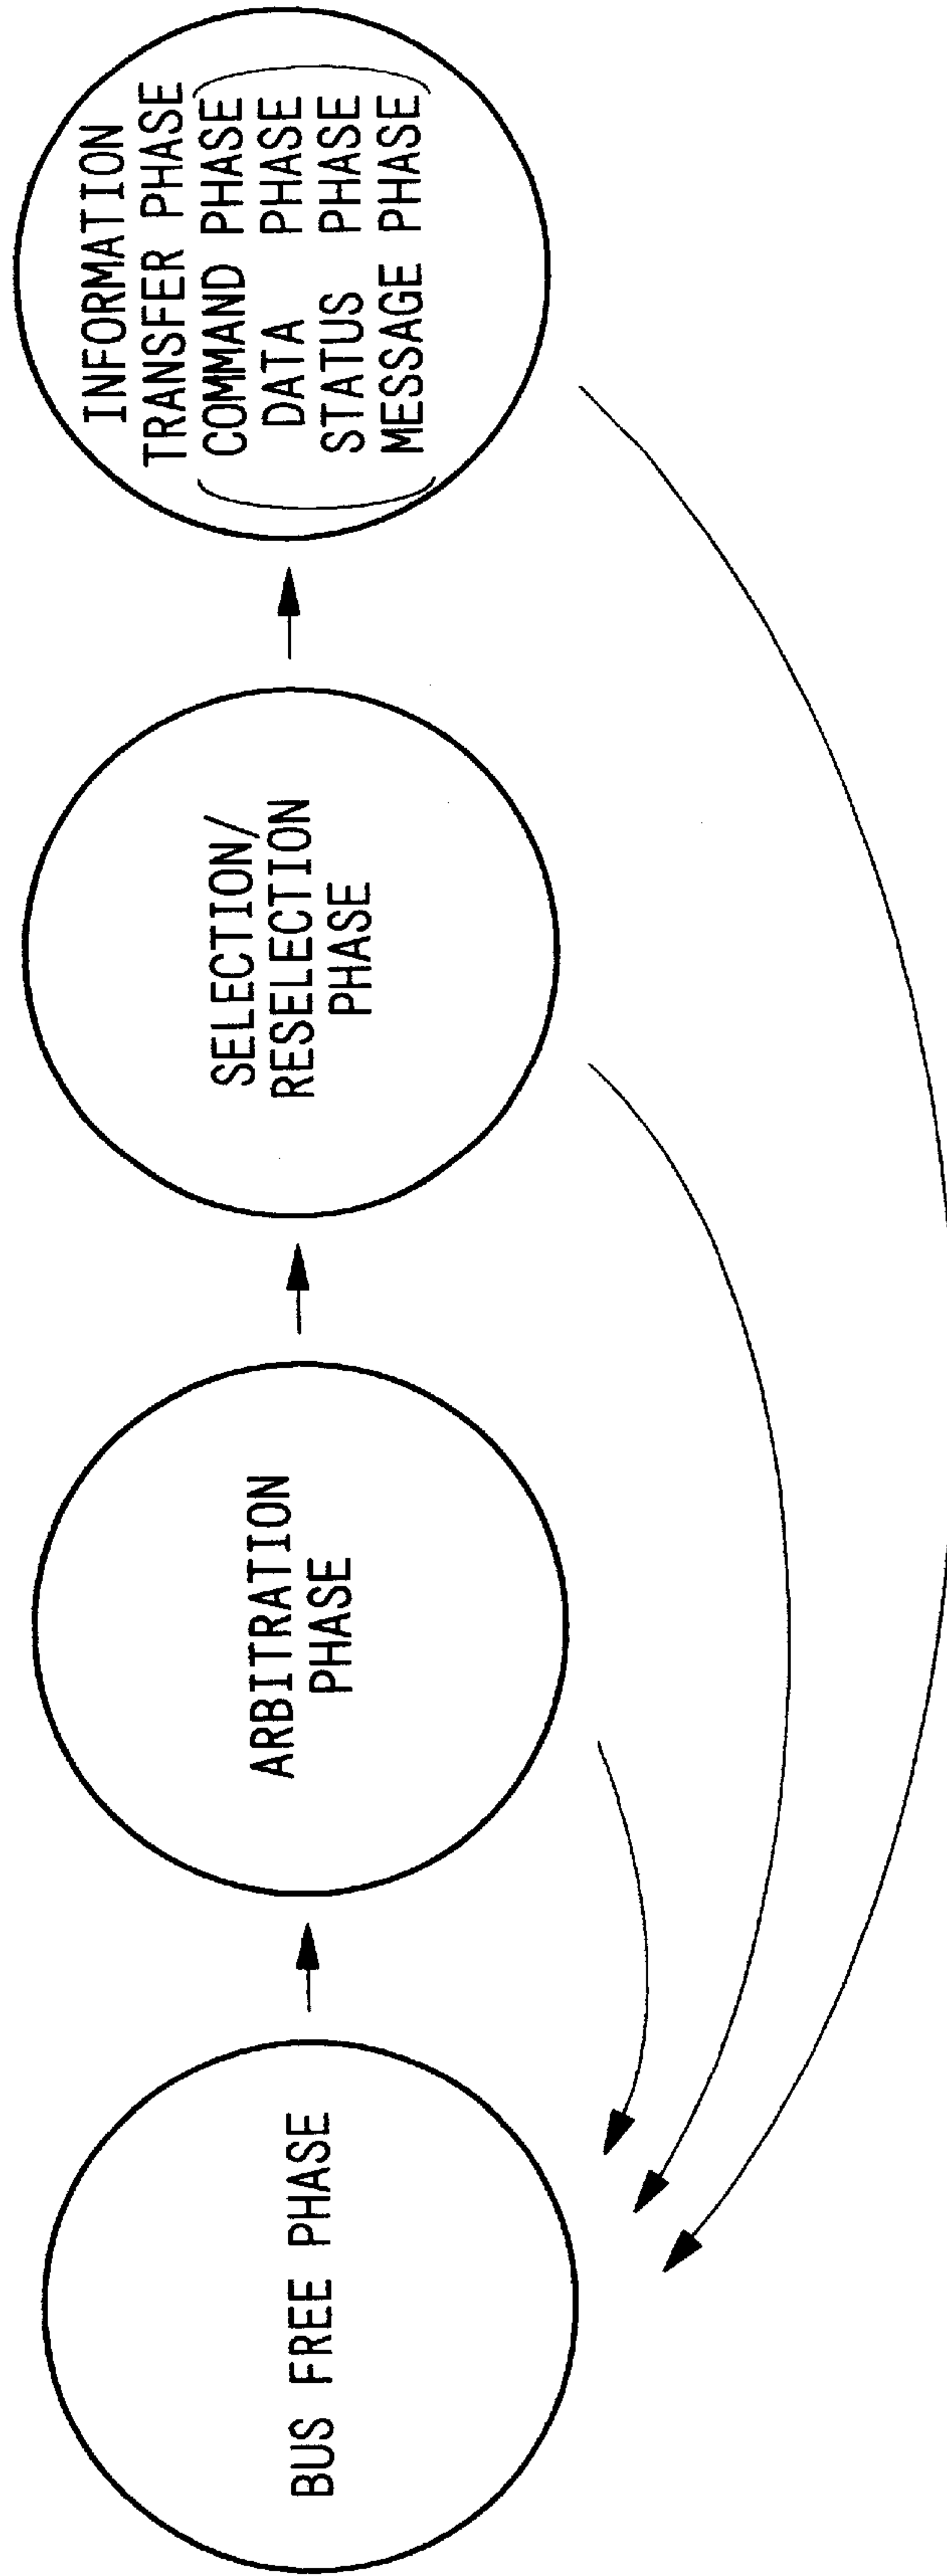 BUS FREE PHASE
ARBITRATION
PHASE
SELECTION/
RESELECTION
PHASE
INFORMATION
TRANSFER PHASE
COMMAND PHASE
DATA PHASE
STATUS PHASE
MESSAGE PHASE